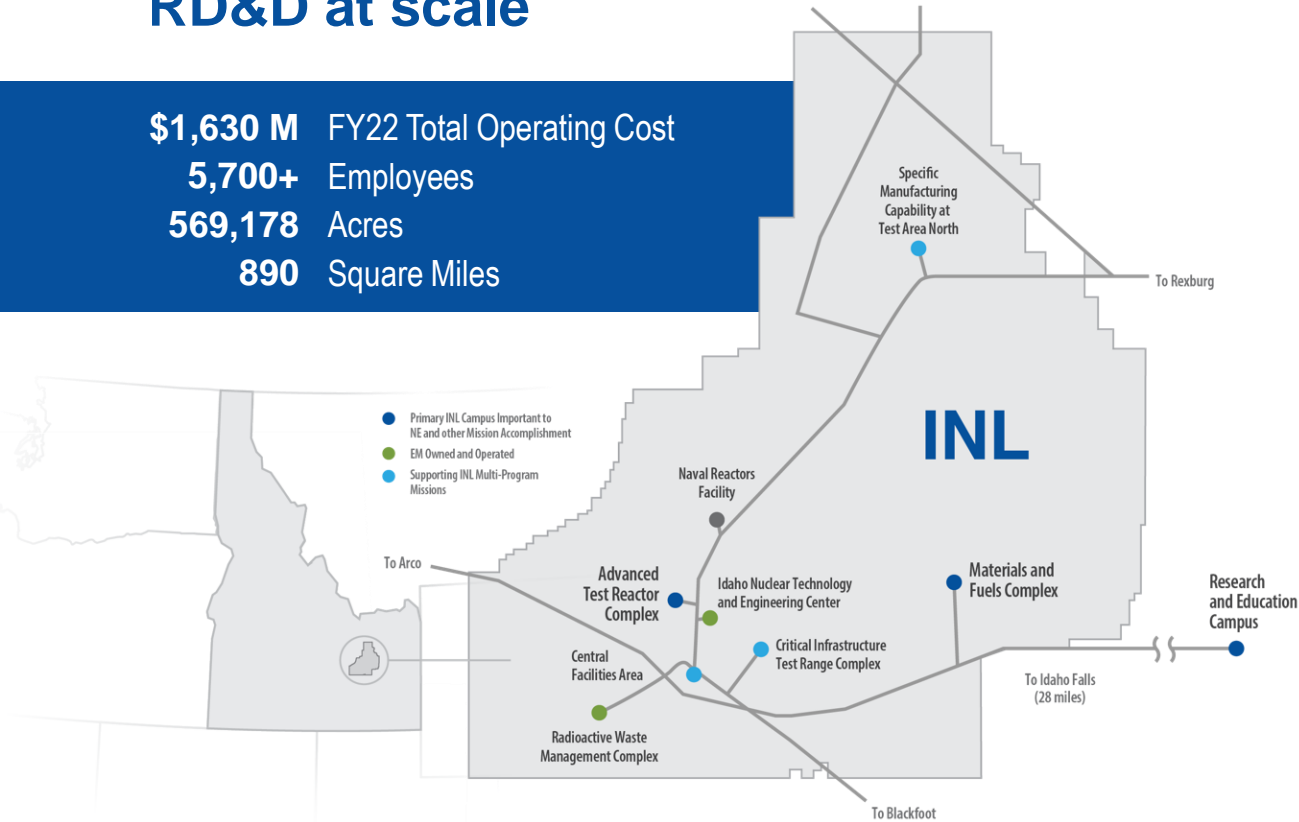 RD&D at scale
$1,630 M FY22 Total Operating Cost
5,700+ Employees
569,178 Acres
890 Square Miles
Specific
Manufacturing
Capability at
Test Area North
To Rexburg
INL
Primary INL Campus Important to
NE and other Mission Accomplishment
EM Owned and Operated
Supporting INL Multi-Program
Missions
Naval Reactors
Facility
To Arco
Advanced
Test Reactor
Complex
Idaho Nuclear Technology
and Engineering Center
Materials and
Fuels Complex
Research
and Education
Campus
Central
Facilities Area
Critical Infrastructure
Test Range Complex
To Idaho Falls
(28 miles)
Radioactive Waste
Management Complex
To Blackfoot